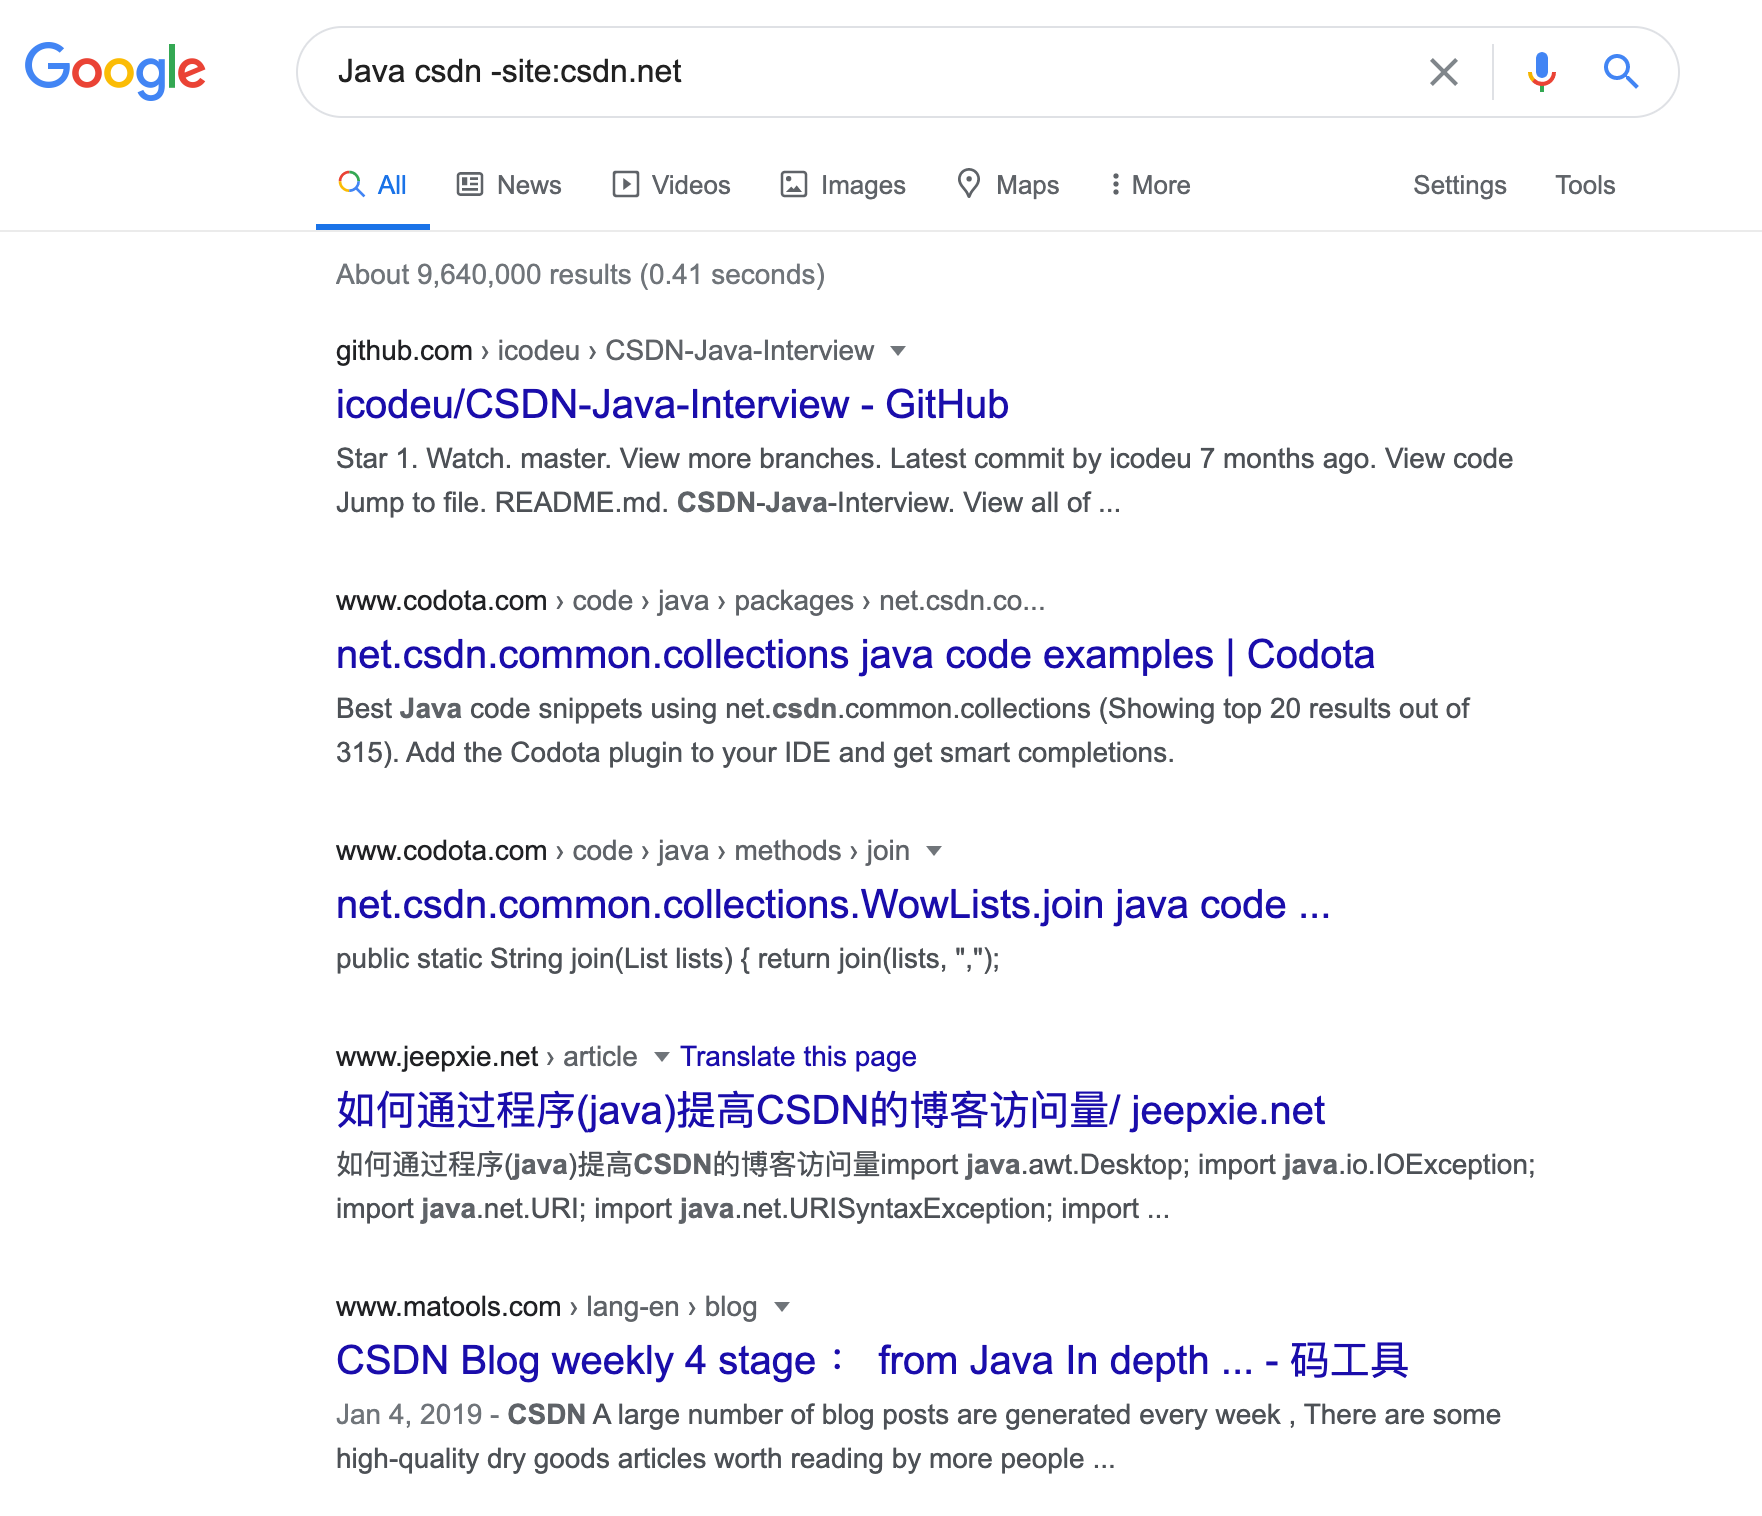 Google
Java csdn -site:csdn.net
All News Videos Images Maps More Settings Tools
About 9,640,000 results (0.41 seconds)
github.com › icodeu › CSDN-Java-Interview
icodeu/CSDN-Java-Interview - GitHub
Star 1. Watch. master. View more branches. Latest commit by icodeu 7 months ago. View code
Jump to file. README.md. CSDN-Java-Interview. View all of ...
www.codota.com › code › java › packages › net.csdn.co...
net.csdn.common.collections java code examples | Codota
Best Java code snippets using net.csdn.common.collections (Showing top 20 results out of
315). Add the Codota plugin to your IDE and get smart completions.
www.codota.com › code › java › methods › join
net.csdn.common.collections.WowLists.join java code ...
public static String join(List lists) { return join(lists, ",");
www.jeepxie.net › article Translate this page
如何通过程序(java)提高CSDN的博客访问量/ jeepxie.net
如何通过程序(java)提高CSDN的博客访问量import java.awt.Desktop; import java.io.IOException;
import java.net.URI; import java.net.URISyntaxException; import ...
www.matools.com › lang-en › blog
CSDN Blog weekly 4 stage： from Java In depth ... - 码工具
Jan 4, 2019 - CSDN A large number of blog posts are generated every week , There are some
high-quality dry goods articles worth reading by more people ...